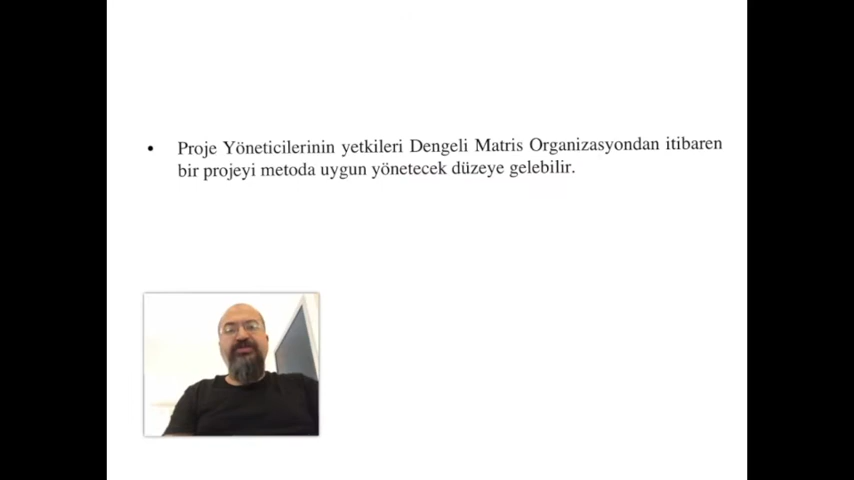 • Proje Yöneticilerinin yetkileri Dengeli Matris Organizasyondan itibaren
bir projeyi metoda uygun yönetecek düzeye gelebilir.